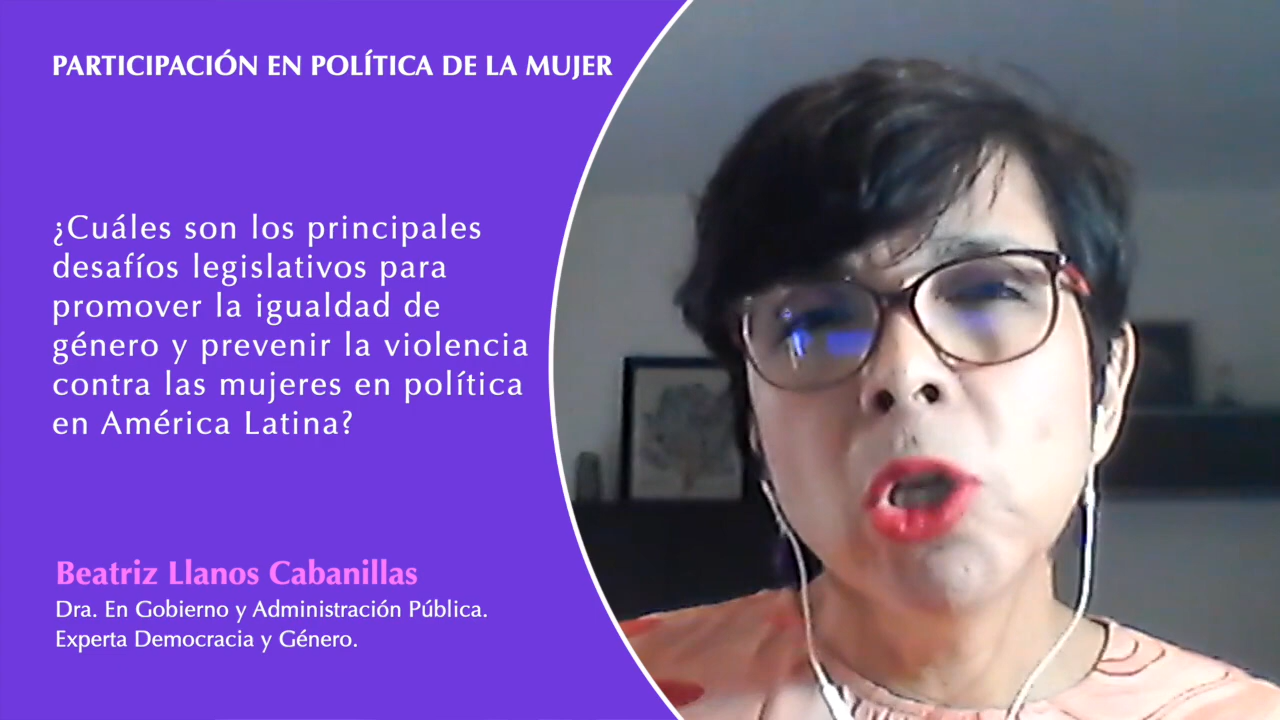 PARTICIPACIÓN EN POLÍTICA DE LA MUJER
¿Cuáles son los principales
desafíos legislativos para
promover la igualdad de
género y prevenir la violencia
contra las mujeres en política
en América Latina?
Beatriz Llanos Cabanillas
Dra. En Gobierno y Administración Pública.
Experta Democracia y Género.